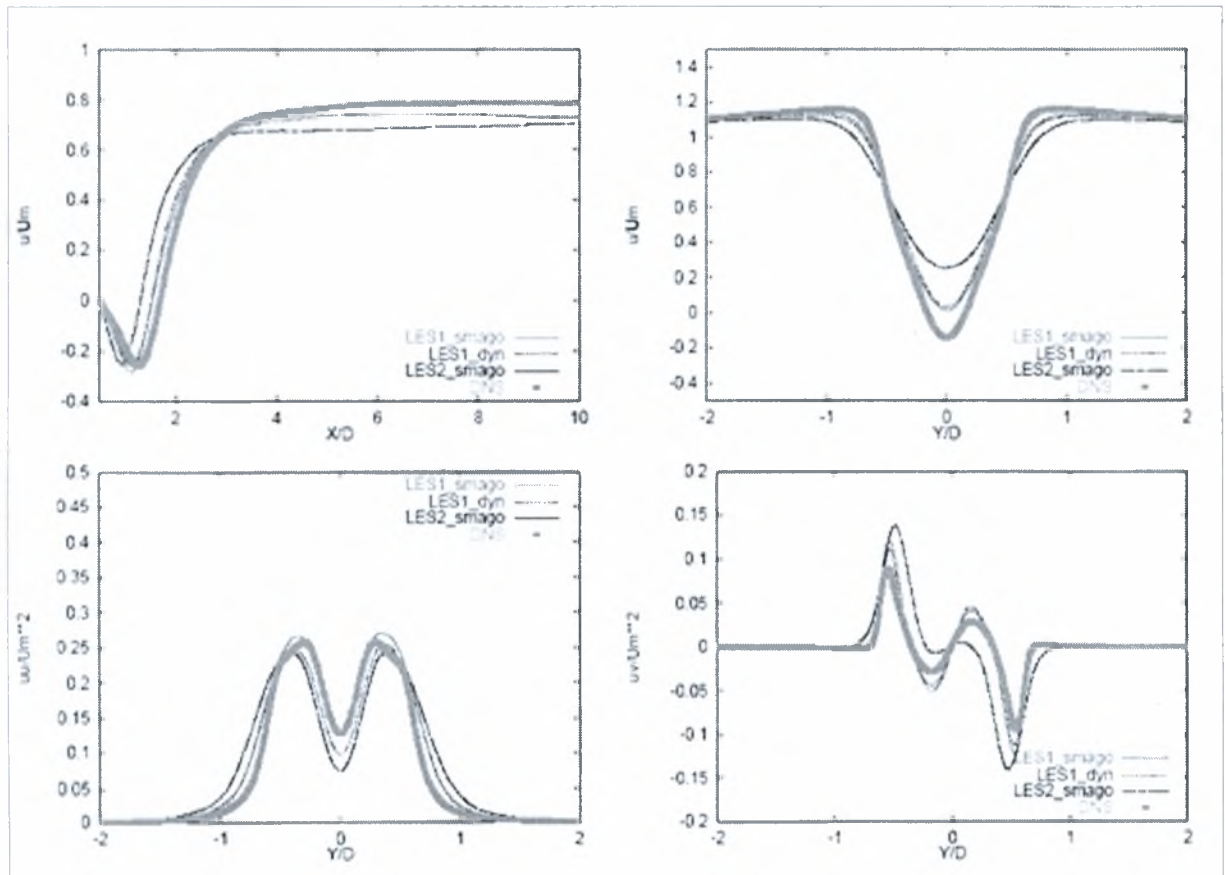 1
0.8
0.6
0.4
0.2
0
-0.2
-0.4
u/Um
2
4
6
8
10
X/D
LES1_smago
LES1_dyn
LES2_smago
DNS
1.4
1.2
1
0.8
0.6
0.4
0.2
0
-0.2
-0.4
u/Um
-2
-1
0
1
2
Y/D
LES1_smago
LES1_dyn
LES2_smago
DNS
0.5
0.45
0.4
0.35
0.3
0.25
0.2
0.15
0.1
0.05
0
uu/Um**2
-2
-1
0
1
2
Y/D
LES1_smago
LES1_dyn
LES2_smago
DNS
0.2
0.15
0.1
0.05
0
-0.05
-0.1
-0.15
-0.2
uv/Um**2
-2
-1
0
1
2
Y/D
LES1_smago
LES1_dyn
LES2_smago
DNS